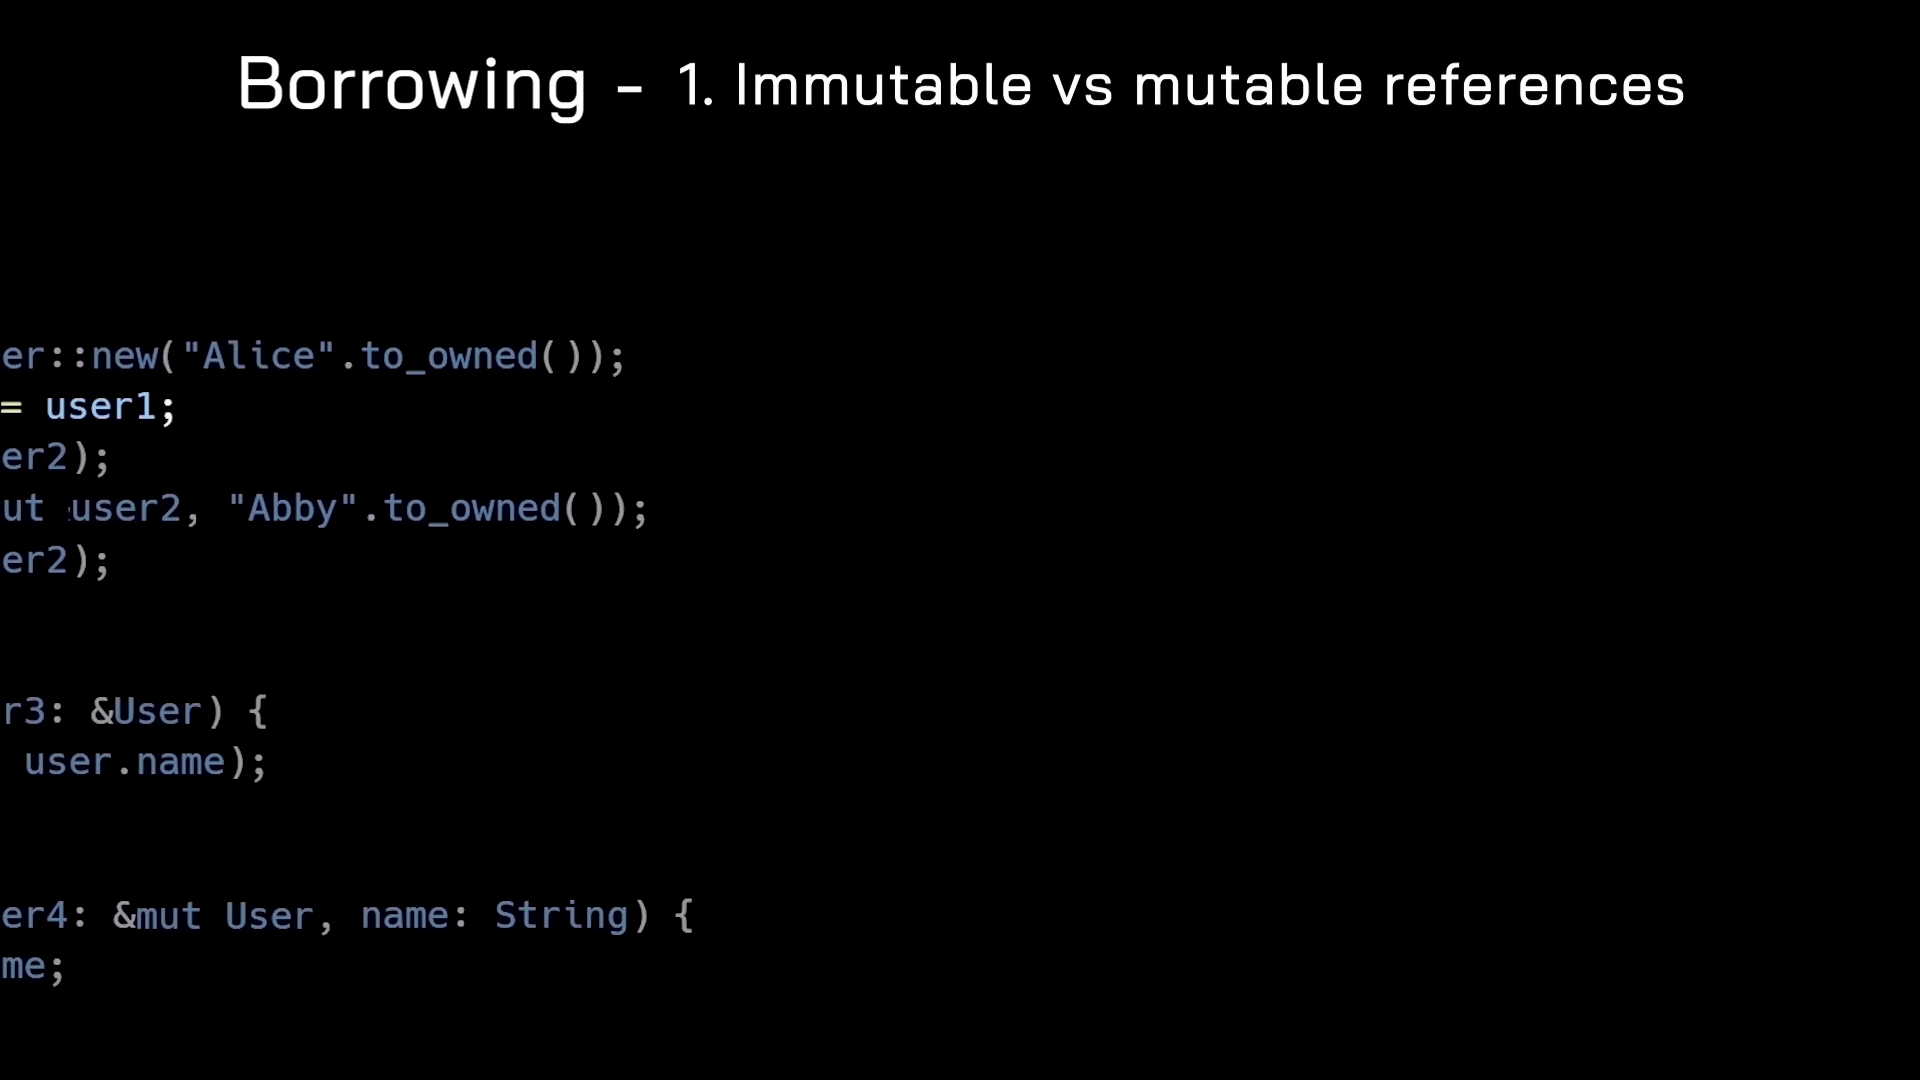 Borrowing - 1. Immutable vs mutable references
er::new("Alice".to_owned());
= user1;
er2);
ut user2, "Abby".to_owned());
er2);
r3: &User) {
user.name);
er4: &mut User, name: String) {
me;